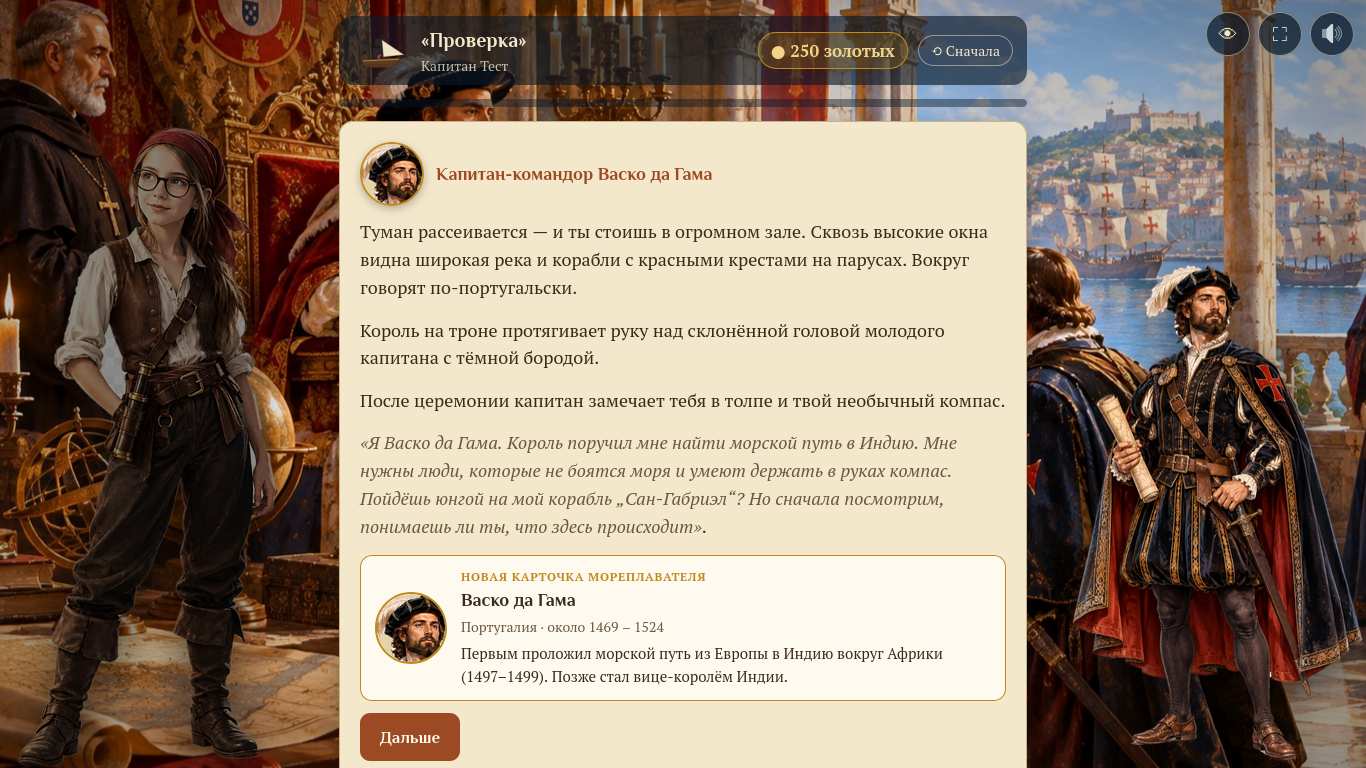 «Проверка»
Капитан Тест
250 золотых
⟲ Сначала
Капитан-командор Васко да Гама
Туман рассеивается — и ты стоишь в огромном зале. Сквозь высокие окна
видна широкая река и корабли с красными крестами на парусах. Вокруг
говорят по-португальски.
Король на троне протягивает руку над склонённой головой молодого
капитана с тёмной бородой.
После церемонии капитан замечает тебя в толпе и твой необычный компас.
«Я Васко да Гама. Король поручил мне найти морской путь в Индию. Мне
нужны люди, которые не боятся моря и умеют держать в руках компас.
Пойдёшь юнгой на мой корабль „Сан-Габриэл“? Но сначала посмотрим,
понимаешь ли ты, что здесь происходит».
НОВАЯ КАРТОЧКА МОРЕПЛАВАТЕЛЯ
Васко да Гама
Португалия · около 1469 – 1524
Первым проложил морской путь из Европы в Индию вокруг Африки
(1497–1499). Позже стал вице-королём Индии.
Дальше